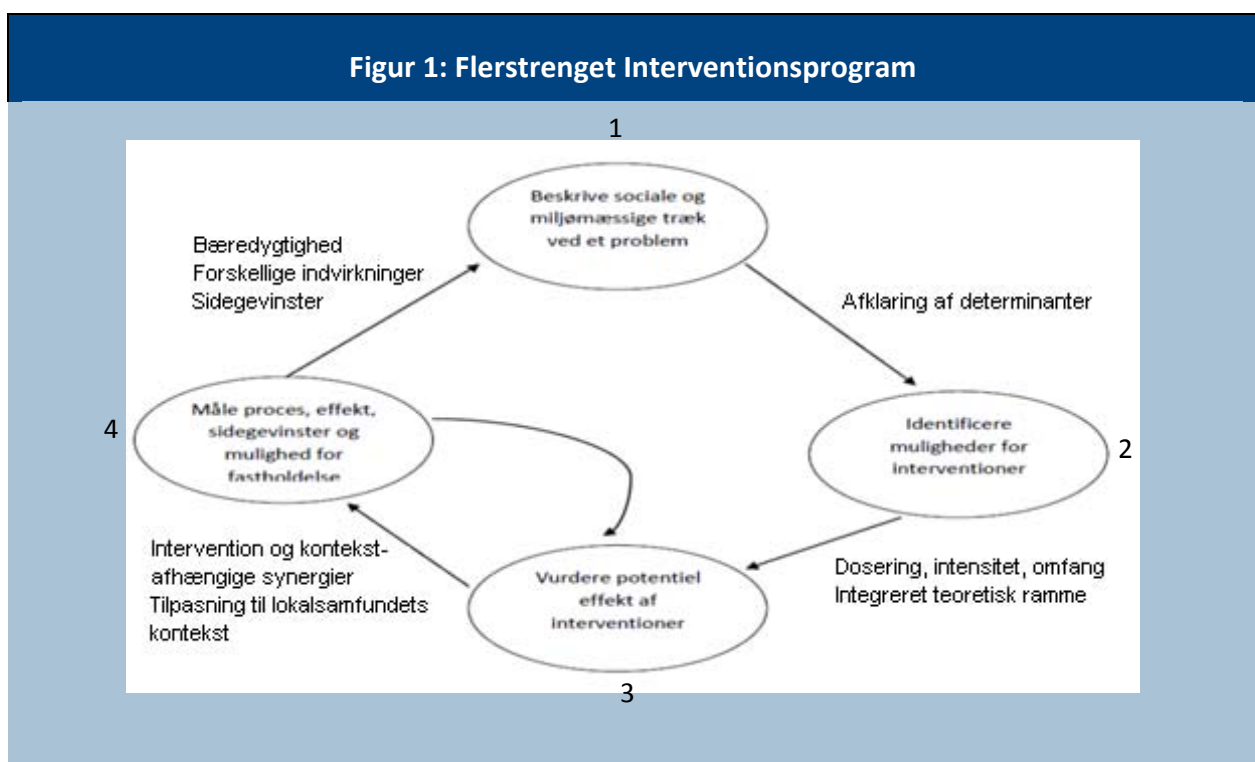 Figur 1: Flerstrenget Interventionsprogram
1
Beskrive sociale og
miljømæssige træk
ved et problem
Bæredygtighed
Forskellige indvirkninger
Sidegevinster
Afklaring af determinanter
4
Måle proces, effekt,
sidegevinster og
mulighed for
fastholdelse
Identificere
muligheder for
interventioner
2
Intervention og kontekst-
afhængige synergier
Tilpasning til lokalsamfundets
kontekst
Vurdere potentiel
effekt af
interventioner
Dosering, intensitet, omfang
Integreret teoretisk ramme
3